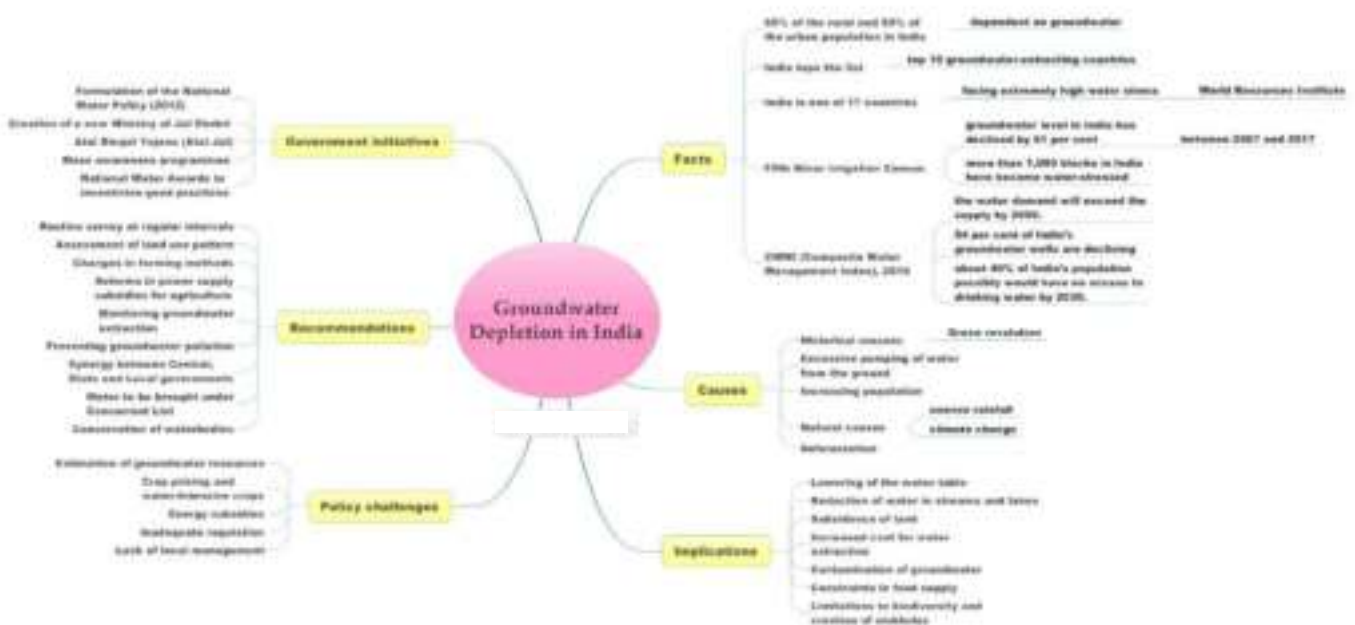 Groundwater
Depletion in India
Facts
of the rural and 50% of
the urban population in India
dependent on groundwater
India tops the list
top 10 groundwater-extracting countries
India is one of 17 countries
facing extremely high water stress
World Resources Institute
Fifth Minor Irrigation Census
groundwater level in India has
declined by 61 per cent
between 2007 and 2017
more than 1,000 blocks in India
have become water-stressed
CWMI (Composite Water
Management Index),
the water demand will exceed the
supply by
per cent of India's
groundwater wells are declining
about 40% of India's population
possibly would have no access to
drinking water by 2030.
Causes
Historical causes
Green revolution
Excessive pumping of water
from the ground
Increasing population
Natural causes
rainfall
climate change
Deforestation
Implications
Lowering of the water table
Reduction of water in streams and lakes
Subsidence of land
Increased cost for water
extraction
Contamination of groundwater
Constraints in food supply
Limitations to biodiversity and
creation of sinkholes
Government initiatives
Formulation of the National
Water Policy (2012)
Creation of a new Ministry of Jal Shakti
Atal Bhujal Yojana (Atal Jal)
Mass awareness programmes
National Water Awards to
incentivise good practices
Recommendations
Routine survey at regular intervals
Assessment of land use pattern
Changes in farming methods
Reforms in power supply
subsidies for agriculture
Monitoring groundwater
extraction
Preventing groundwater pollution
Synergy between Central,
State and Local governments
Water to be brought under
Concurrent List
Conservation of waterbodies
Policy challenges
Estimation of groundwater resources
Crop pricing and
water-intensive crops
Energy subsidies
Inadequate regulation
Lack of local management